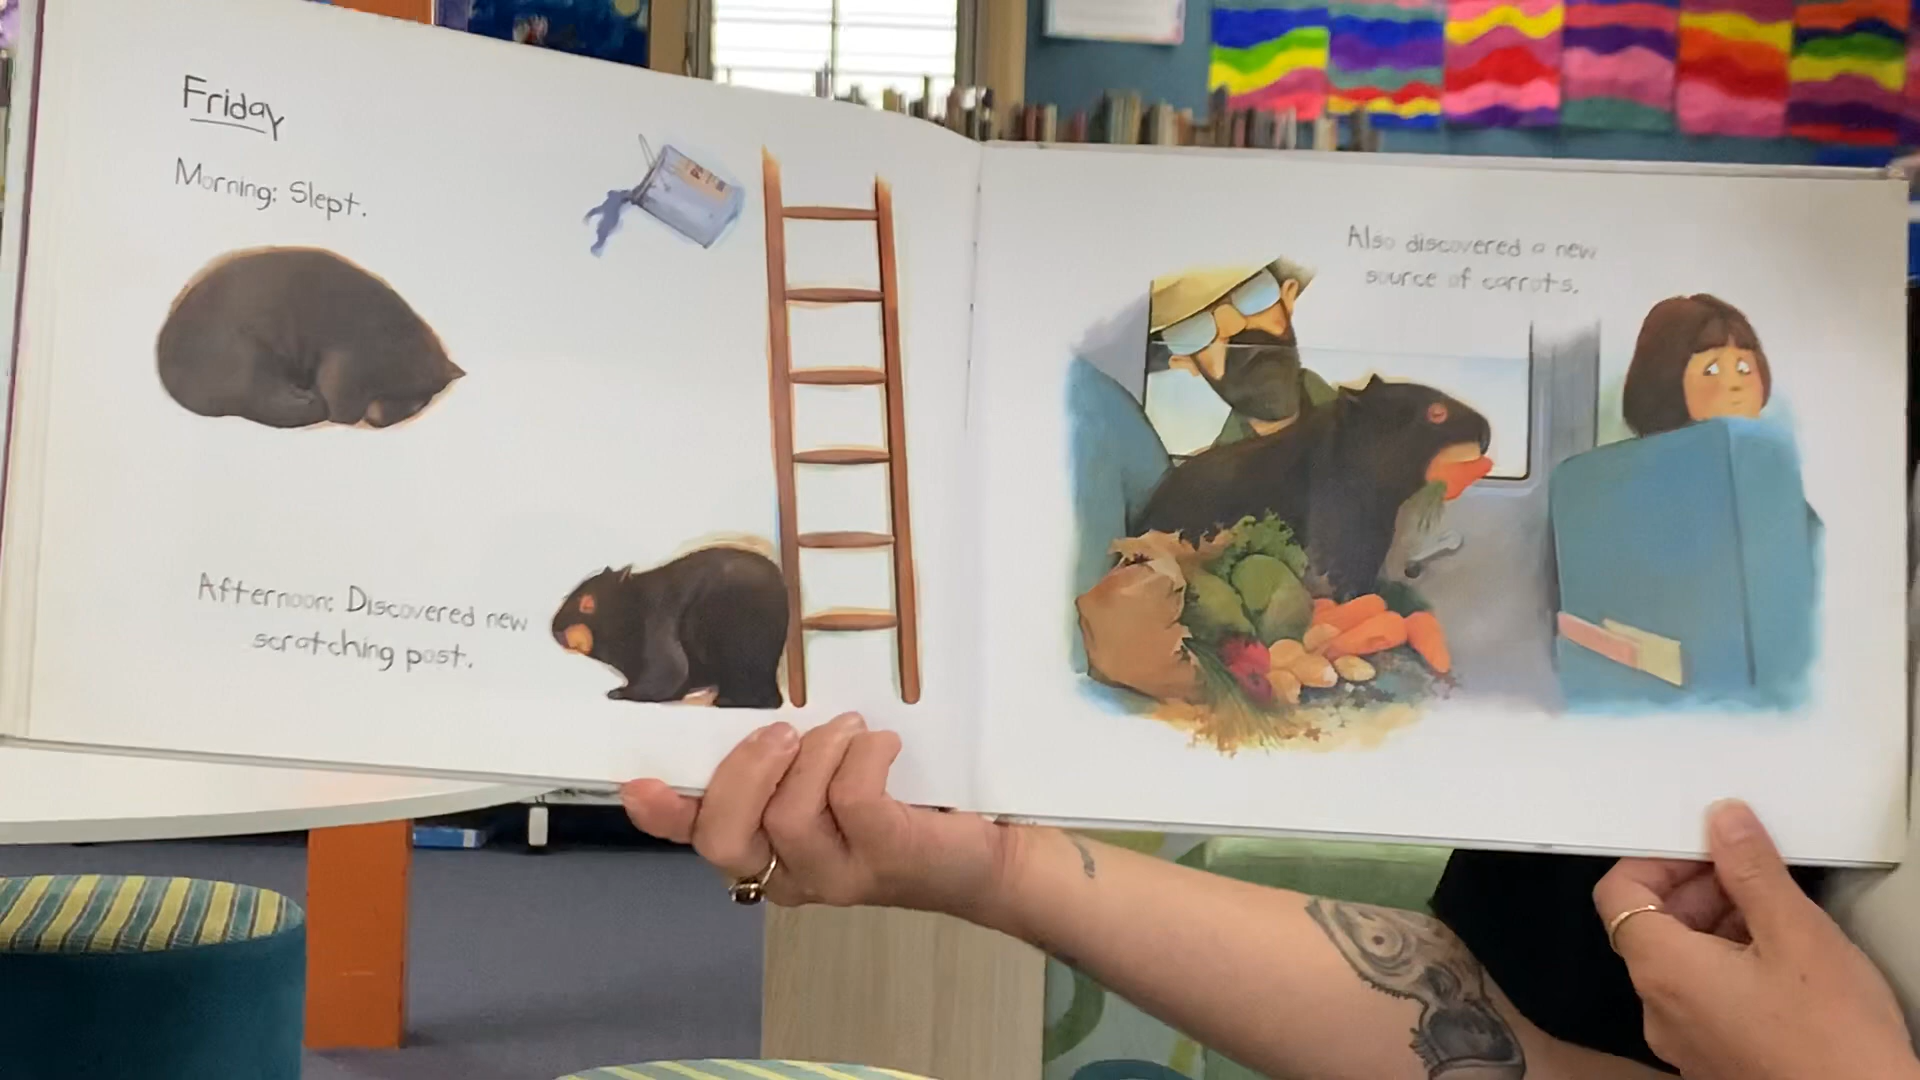 Friday
Morning: Slept.
Afternoon: Discovered new
scratching post.
Also discovered a new
source of carrots.